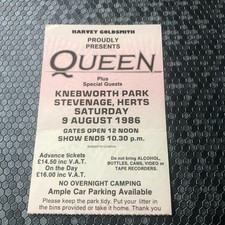 HARVEY GOLDSMITH
PROUDLY
PRESENTS
QUEEN
Plus
Special Guests
KNEBWORTH PARK
STEVENAGE, HERTS
SATURDAY
9 AUGUST 1986
GATES OPEN 12 NOON
SHOW ENDS 10.30 p.m.
Advance tickets
£14.50 inc V.A.T.
On the Day
£16.00 inc V.A.T.
Do not bring ALCOHOL,
BOTTLES, CANS, VIDEO or
TAPE RECORDERS.
NO OVERNIGHT CAMPING
Ample Car Parking Available
Please keep the park tidy. Put your litter in
the bins provided or take it home. Thank you